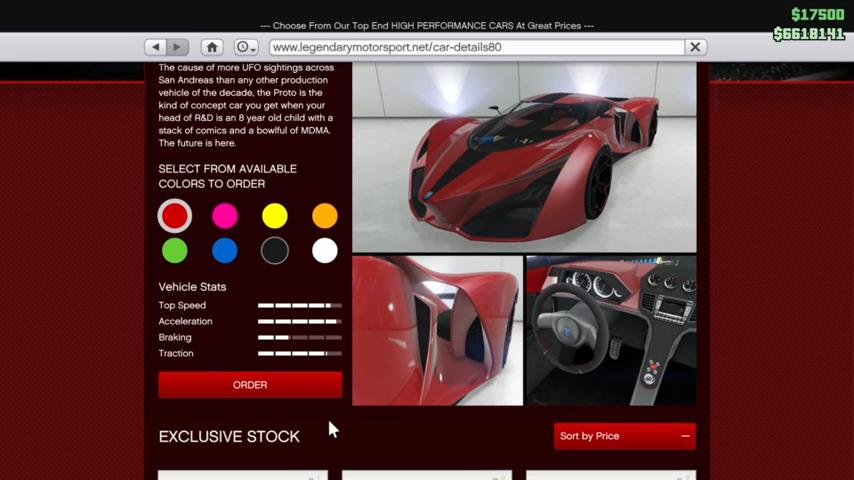 $17500
--- Choose From Our Top End HIGH PERFORMANCE CARS At Great Prices ---
$6618141
www.legendarymotorsport.net/car-details80
The cause of more UFO sightings across
San Andreas than any other production
vehicle of the decade, the Proto is the
kind of concept car you get when your
head of R&D is an 8 year old child with a
stack of comics and a bowlful of MDMA.
The future is here.
SELECT FROM AVAILABLE
COLORS TO ORDER
Vehicle Stats
Top Speed
Acceleration
Braking
Traction
ORDER
EXCLUSIVE STOCK
Sort by Price